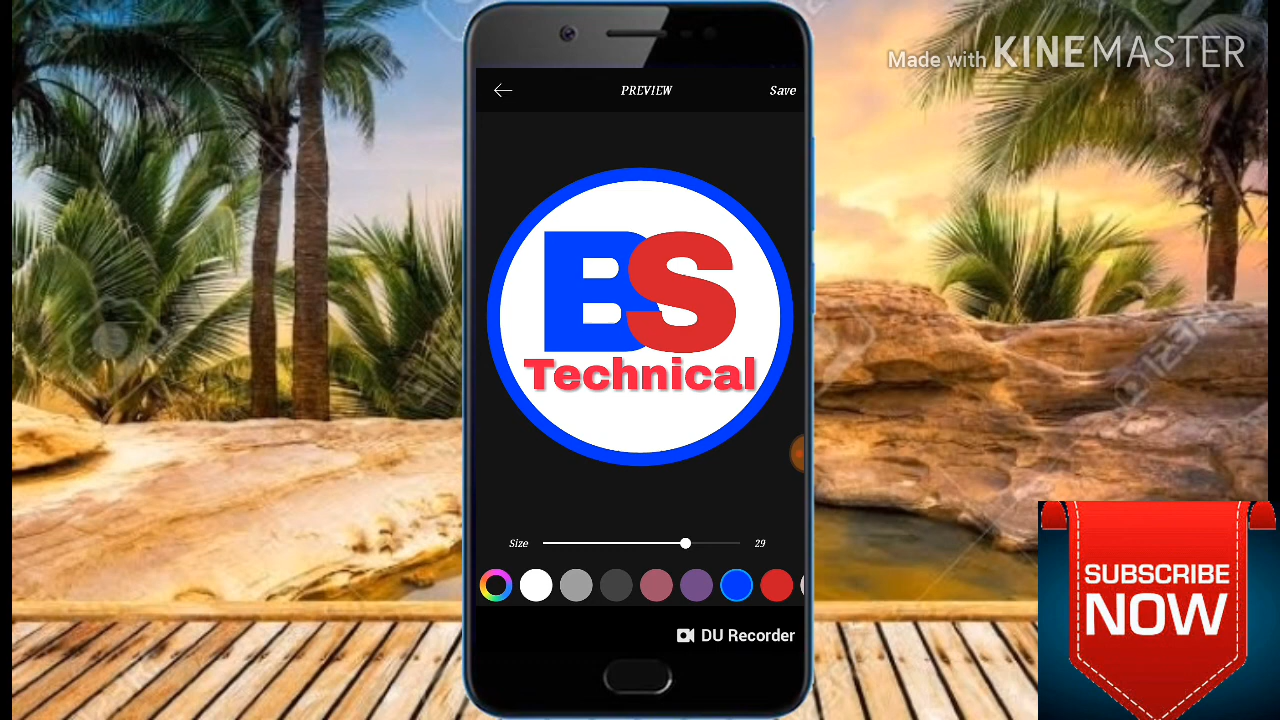 Made with KINEMASTER
PREVIEW
Save
BS
Technical
Size
29
DU Recorder
SUBSCRIBE
NOW